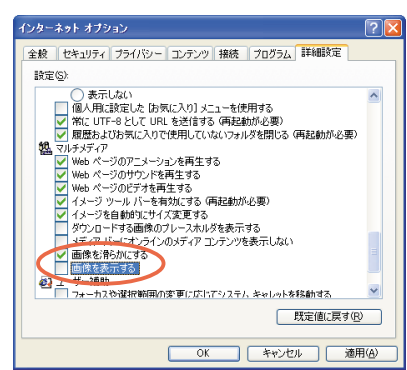 インターネット オプション
全般 セキュリティ プライバシー コンテンツ 接続 プログラム 詳細設定
設定(S):
表示しない
個人用に設定した [お気に入り] メニューを使用する
常に UTF-8 として URL を送信する (再起動が必要)
履歴およびお気に入りで使用していないフォルダを閉じる (再起動が必要)
マルチメディア
Web ページのアニメーションを再生する
Web ページのサウンドを再生する
Web ページのビデオを再生する
イメージ ツール バーを有効にする (再起動が必要)
イメージを自動的にサイズ変更する
ダウンロードする画像のプレースホルダを表示する
メディア バーにオンラインのメディア コンテンツを表示しない
画像を滑らかにする
画像を表示する
ユーザー補助
フォーカスや選択範囲の変更に応じてシステム キャレットを移動する
既定値に戻す(R)
OK キャンセル 適用(A)